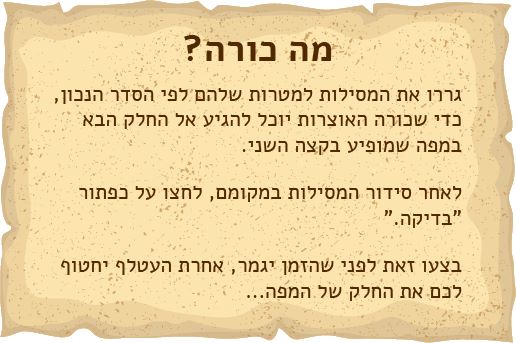 מה כורה?
גררו את המסילות למטרות שלהם לפי הסדר הנכון,
כדי שכורה האוצרות יוכל להגיע אל החלק הבא
במפה שמופיע בקצה השני.
לאחר סידור המסילות במקומם, לחצו על כפתור
"בדיקה."
בצעו זאת לפני שהזמן יגמר, אחרת העטלף יחטוף
לכם את החלק של המפה...